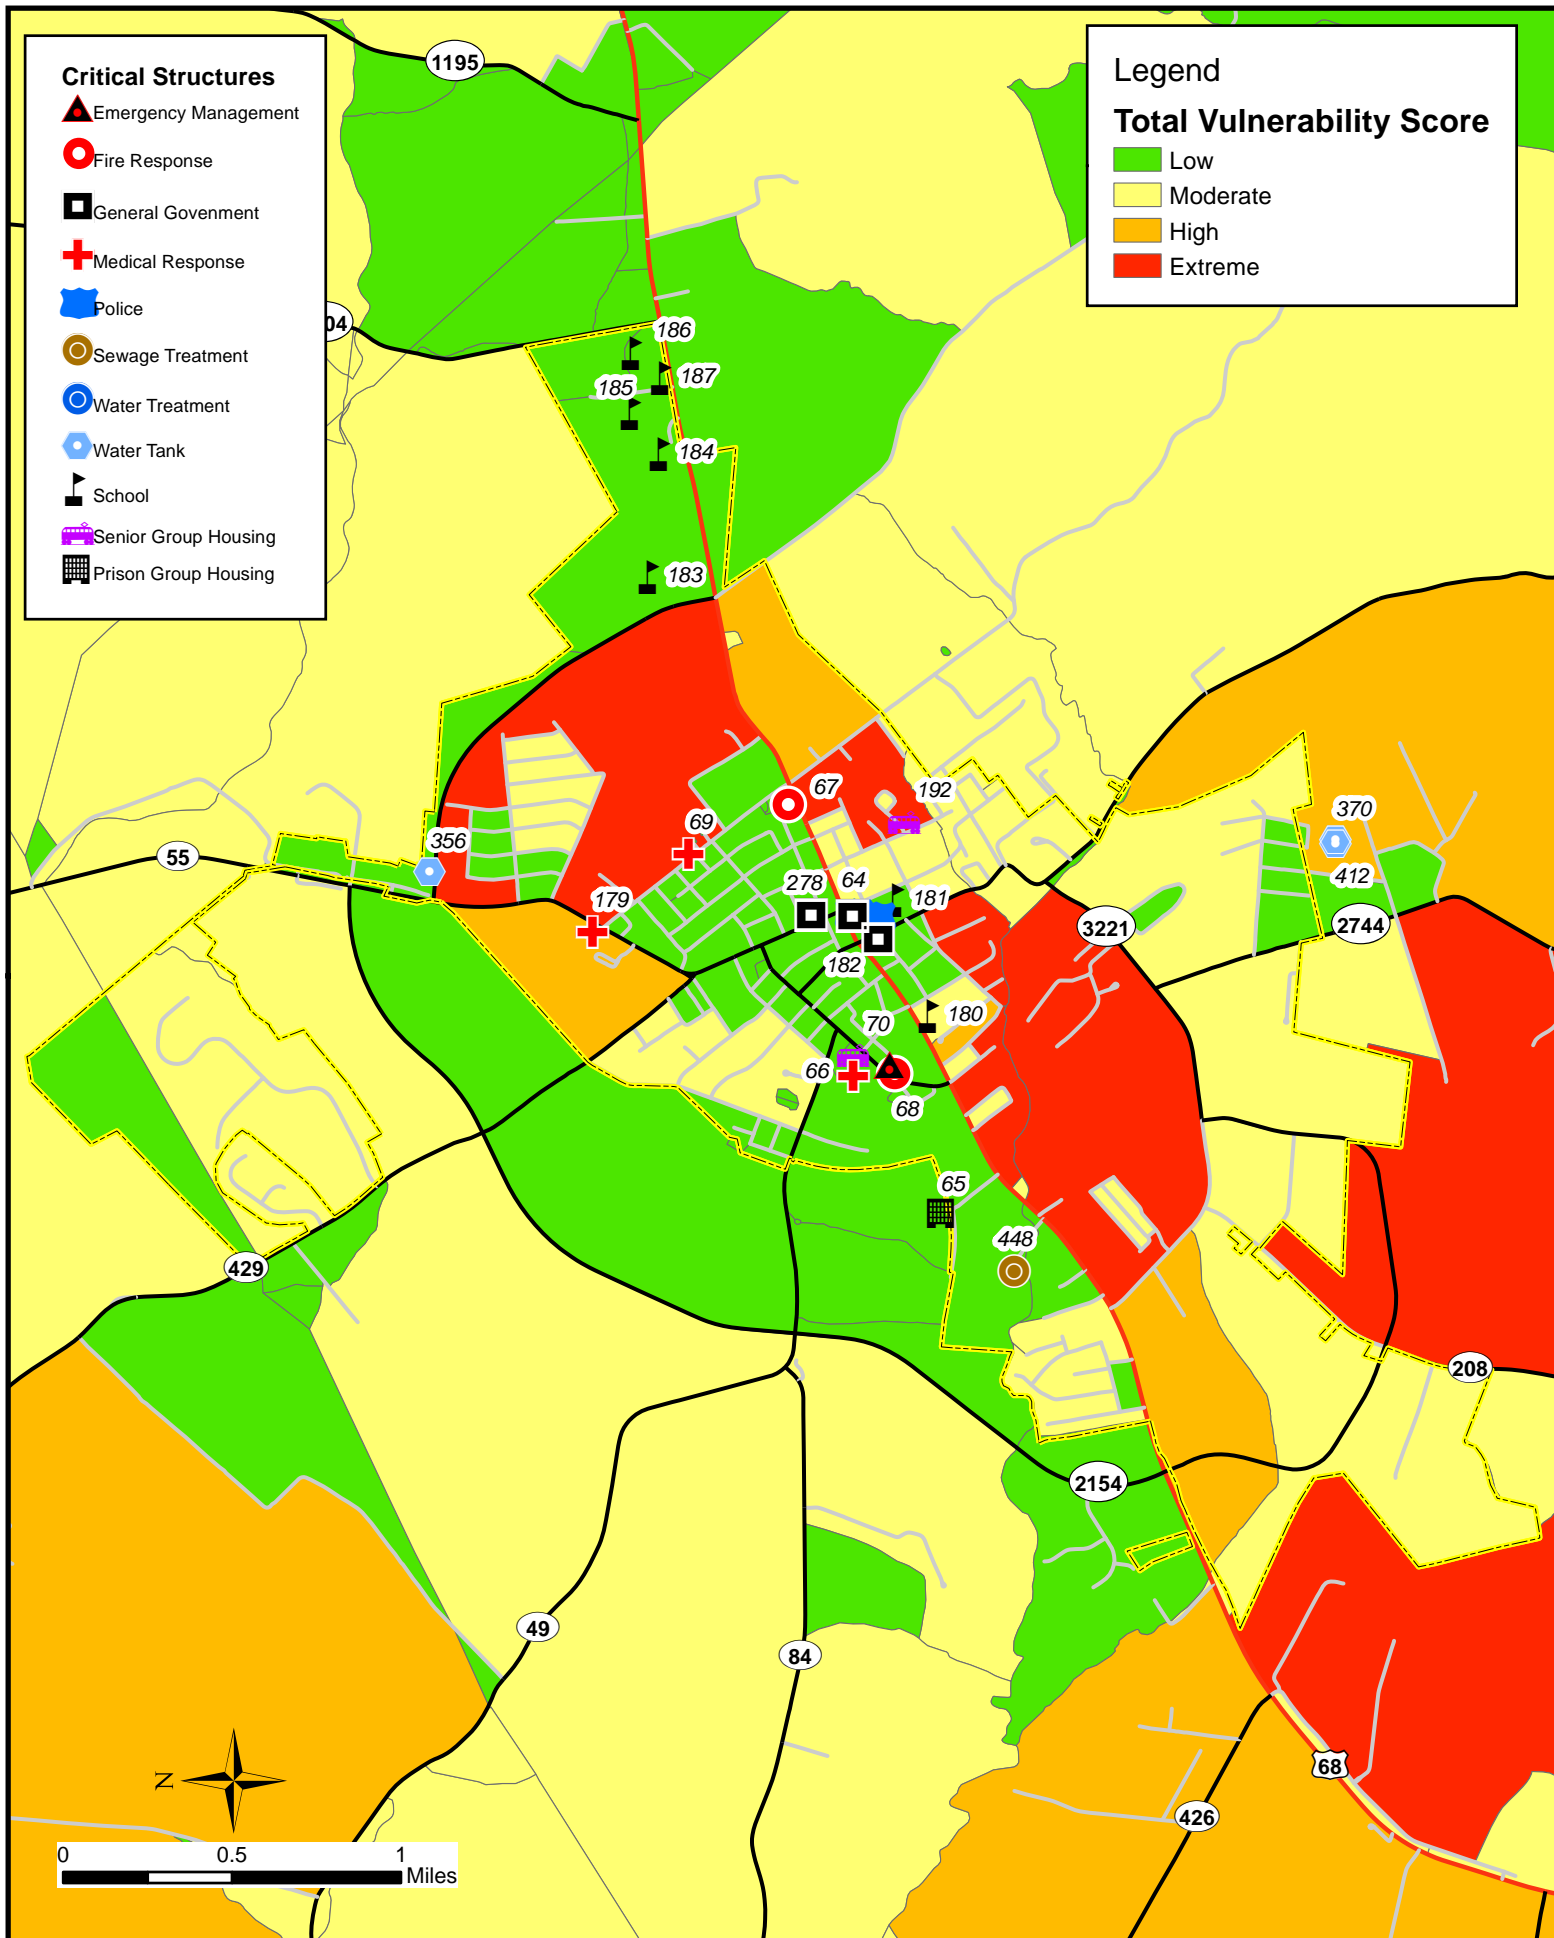 Critical Structures
Emergency Management
Fire Response
General Govenment
Medical Response
Police
Sewage Treatment
Water Treatment
Water Tank
School
Senior Group Housing
Prison Group Housing
Legend
Total Vulnerability Score
Low
Moderate
High
Extreme
1195
04
186
187
185
184
183
67
192
69
356
370
55
412
179
278
64
181
3221
2744
182
180
70
66
68
65
448
429
208
2154
49
84
68
426
N
0 0.5 1
Miles